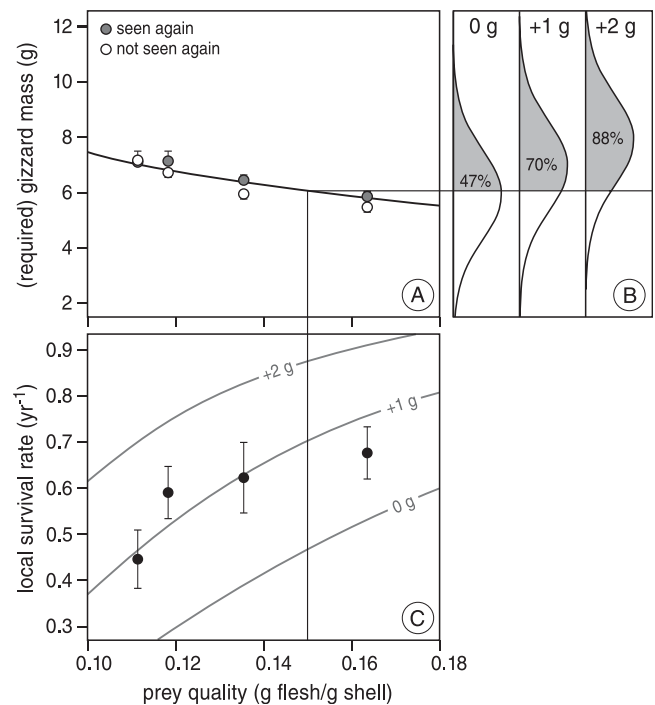 12
10
8
6
4
2
(required) gizzard mass (g)
seen again
not seen again
A
0 g
+1 g
+2 g
47%
70%
88%
B
0.9
0.8
0.7
0.6
0.5
0.4
0.3
local survival rate (yr-1)
+2 g
+1 g
0 g
C
0.10
0.12
0.14
0.16
0.18
prey quality (g flesh/g shell)